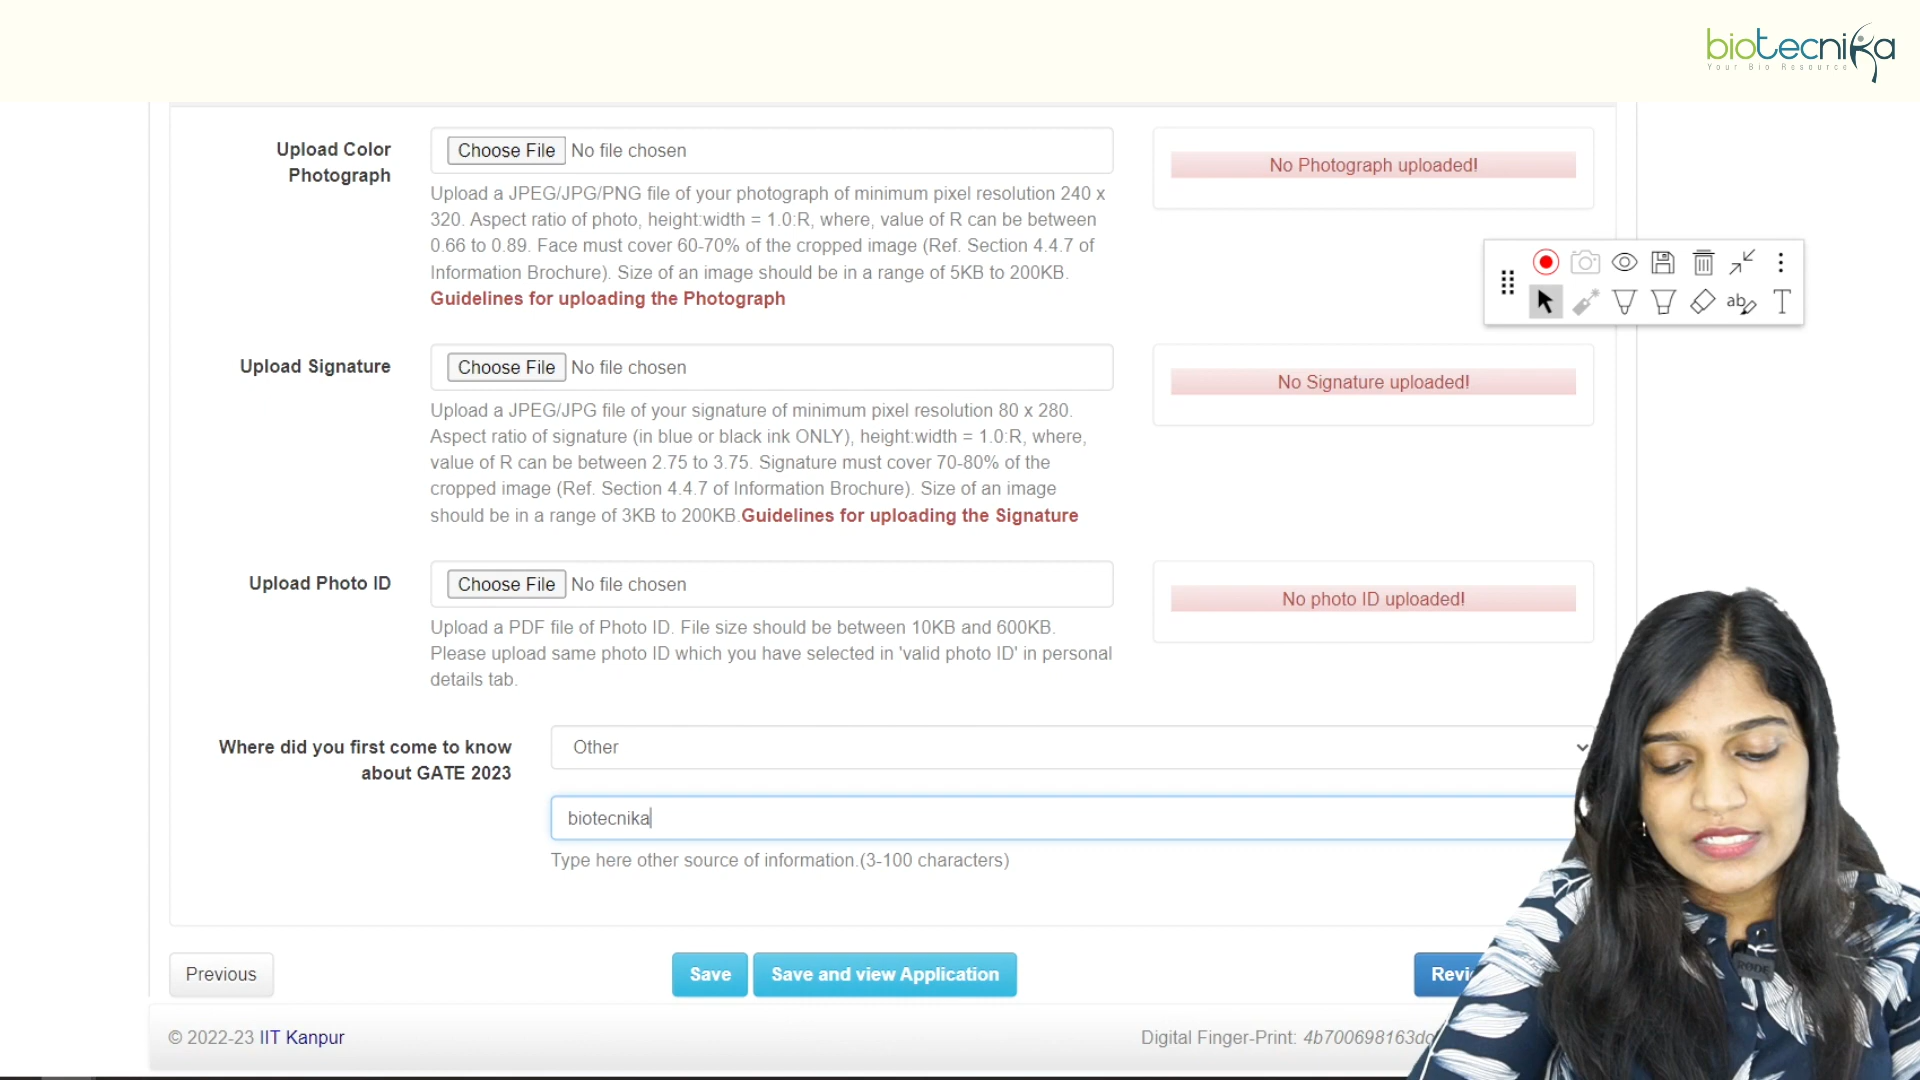 biotecnika
Your Bio Resource
Upload Color
Photograph
Choose File No file chosen
Upload a JPEG/JPG/PNG file of your photograph of minimum pixel resolution 240 x
320. Aspect ratio of photo, height:width = 1.0:R, where, value of R can be between
0.66 to 0.89. Face must cover 60-70% of the cropped image (Ref. Section 4.4.7 of
Information Brochure). Size of an image should be in a range of 5KB to 200KB.
Guidelines for uploading the Photograph
No Photograph uploaded!
ab
T
Upload Signature
Choose File No file chosen
Upload a JPEG/JPG file of your signature of minimum pixel resolution 80 x 280.
Aspect ratio of signature (in blue or black ink ONLY), height:width = 1.0:R, where,
value of R can be between 2.75 to 3.75. Signature must cover 70-80% of the
cropped image (Ref. Section 4.4.7 of Information Brochure). Size of an image
should be in a range of 3KB to 200KB.Guidelines for uploading the Signature
No Signature uploaded!
Upload Photo ID
Choose File No file chosen
Upload a PDF file of Photo ID. File size should be between 10KB and 600KB.
Please upload same photo ID which you have selected in 'valid photo ID' in personal
details tab.
No photo ID uploaded!
Where did you first come to know
about GATE 2023
Other
biotecnika
Type here other source of information.(3-100 characters)
Previous
Save
Save and view Application
© 2022-23 IIT Kanpur
Digital Finger-Print:
RODE